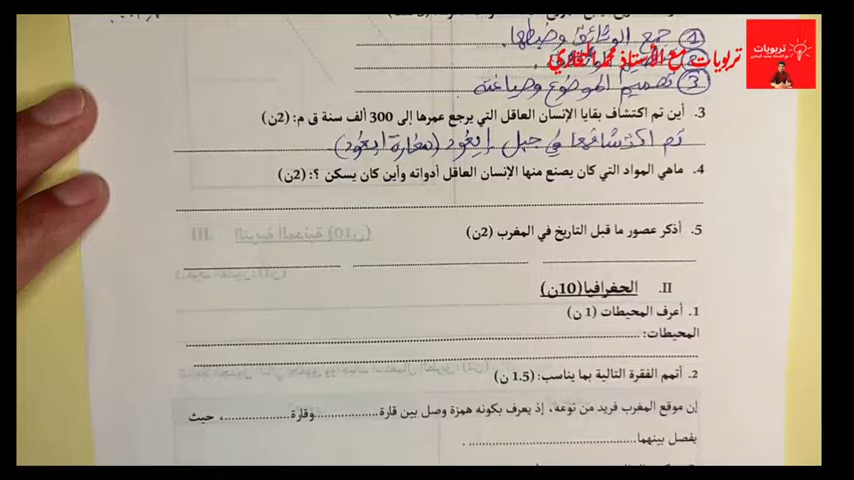 ① جمع الوثائق وضبطها
تربويات مع الأستاذ محمد
تربويات
③ تصميم الموضوع وصياغته
3. أين تم اكتشاف بقايا الإنسان العاقل التي يرجع عمرها إلى 300 ألف سنة ق م: (2ن)
تم اكتشافها في جبل إيغود (مغارة ايغود)
4. ماهي المواد التي كان يصنع منها الإنسان العاقل أدواته وأين كان يسكن ؟: (2ن)
5. أذكر عصور ما قبل التاريخ في المغرب (2ن)
II. الجغرافيا (10ن)
1. أعرف المحيطات (1 ن)
المحيطات:
2. أتمم الفقرة التالية بما يناسب: (1.5 ن)
إن موقع المغرب فريد من نوعه، إذ يعرف بكونه همزة وصل بين قارة..................وقارة..................، حيث
يفصل بينهما.............................................. .